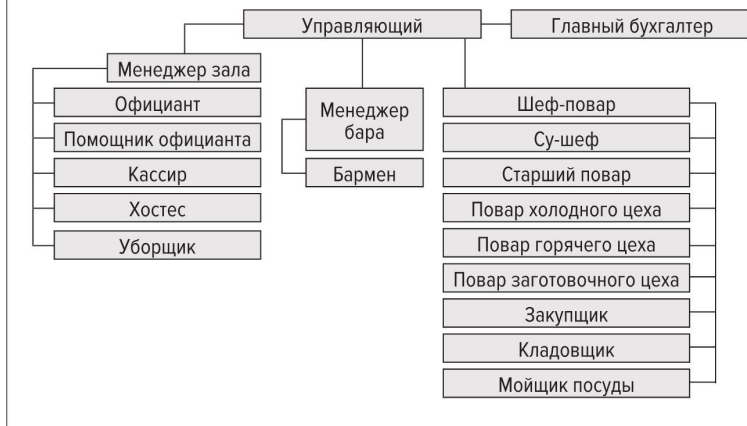 Управляющий
Главный бухгалтер
Менеджер зала
Официант
Помощник официанта
Кассир
Хостес
Уборщик
Менеджер
бара
Бармен
Шеф-повар
Су-шеф
Старший повар
Повар холодного цеха
Повар горячего цеха
Повар заготовочного цеха
Закупщик
Кладовщик
Мойщик посуды